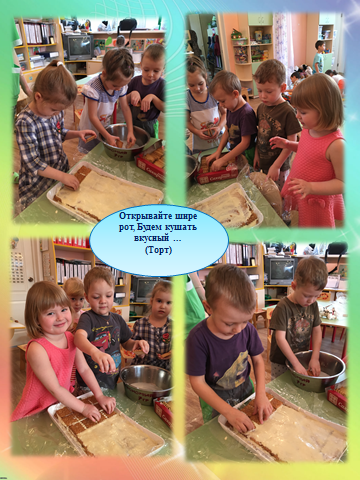 Открывайте шире
рот, Будем кушать
вкусный ...
(Торт)